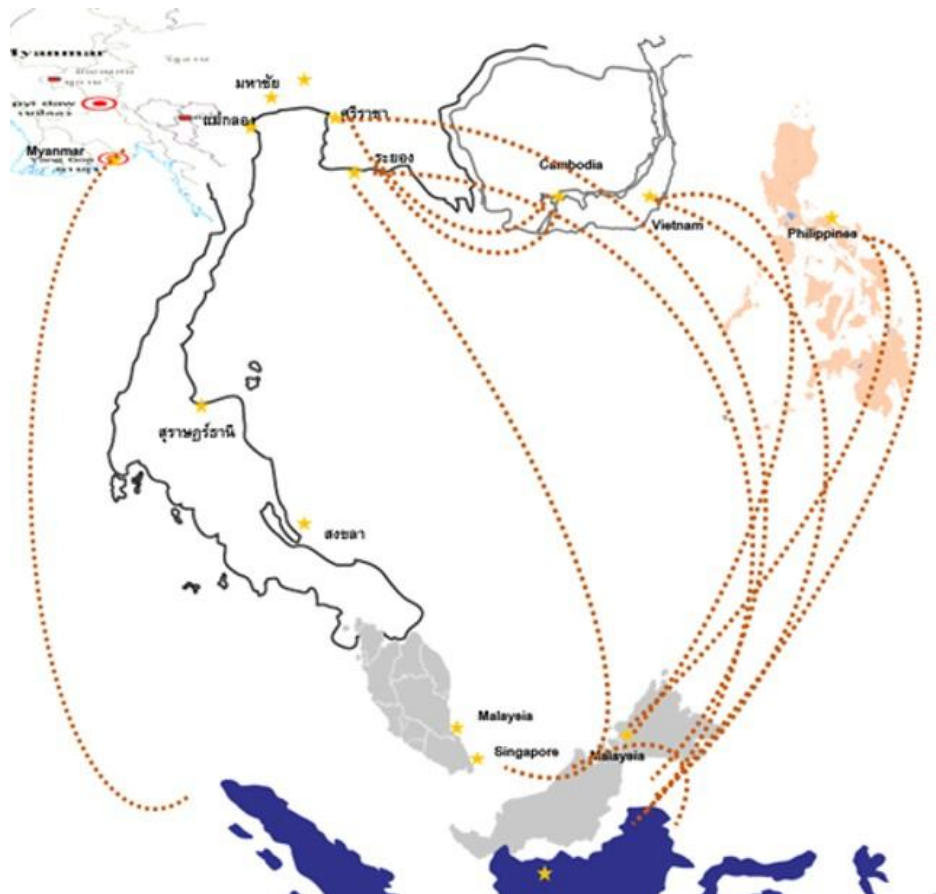 Myanmar
มหาชัย
แม่กลอง
ศรีราชา
Myanmar
ระยอง
Cambodia
Vietnam
Philippines
สุราษฎร์ธานี
สงขลา
Malaysia
Singapore
Malaysia